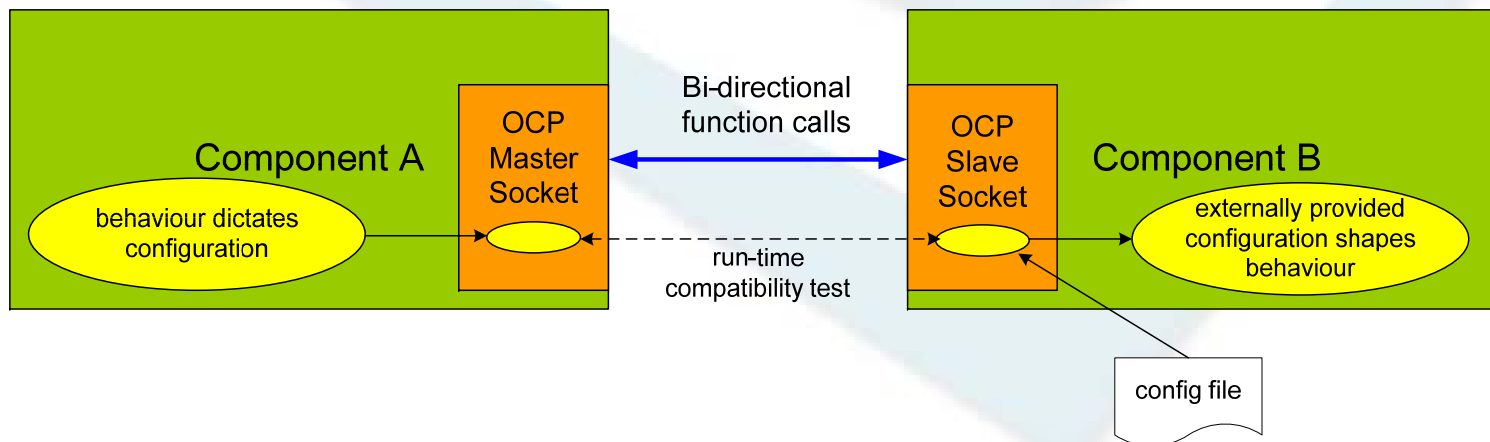 Component A
behaviour dictates
configuration
OCP
Master
Socket
Bi-directional
function calls
run-time
compatibility test
OCP
Slave
Socket
Component B
externally provided
configuration shapes
behaviour
config file